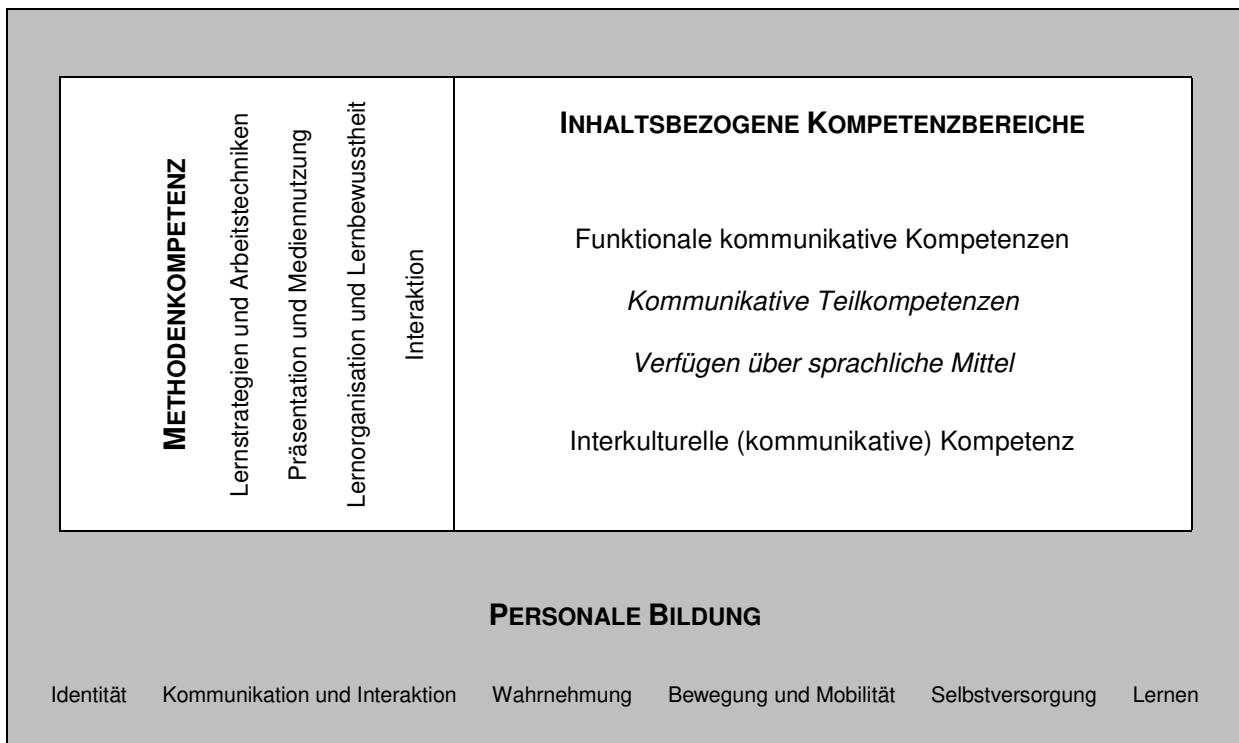 METHODENKOMPETENZ
Lernstrategien und Arbeitstechniken
Präsentation und Mediennutzung
Lernorganisation und Lernbewusstheit
Interaktion
INHALTSBEZOGENE KOMPETENZBEREICHE
Funktionale kommunikative Kompetenzen
Kommunikative Teilkompetenzen
Verfügen über sprachliche Mittel
Interkulturelle (kommunikative) Kompetenz
PERSONALE BILDUNG
Identität Kommunikation und Interaktion Wahrnehmung Bewegung und Mobilität Selbstversorgung Lernen